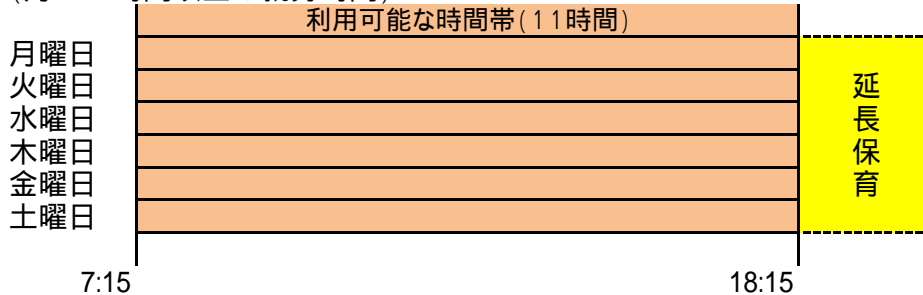 利用可能な時間帯(11時間)
月曜日
火曜日
水曜日
木曜日
金曜日
土曜日
延長保育
7:15
18:15